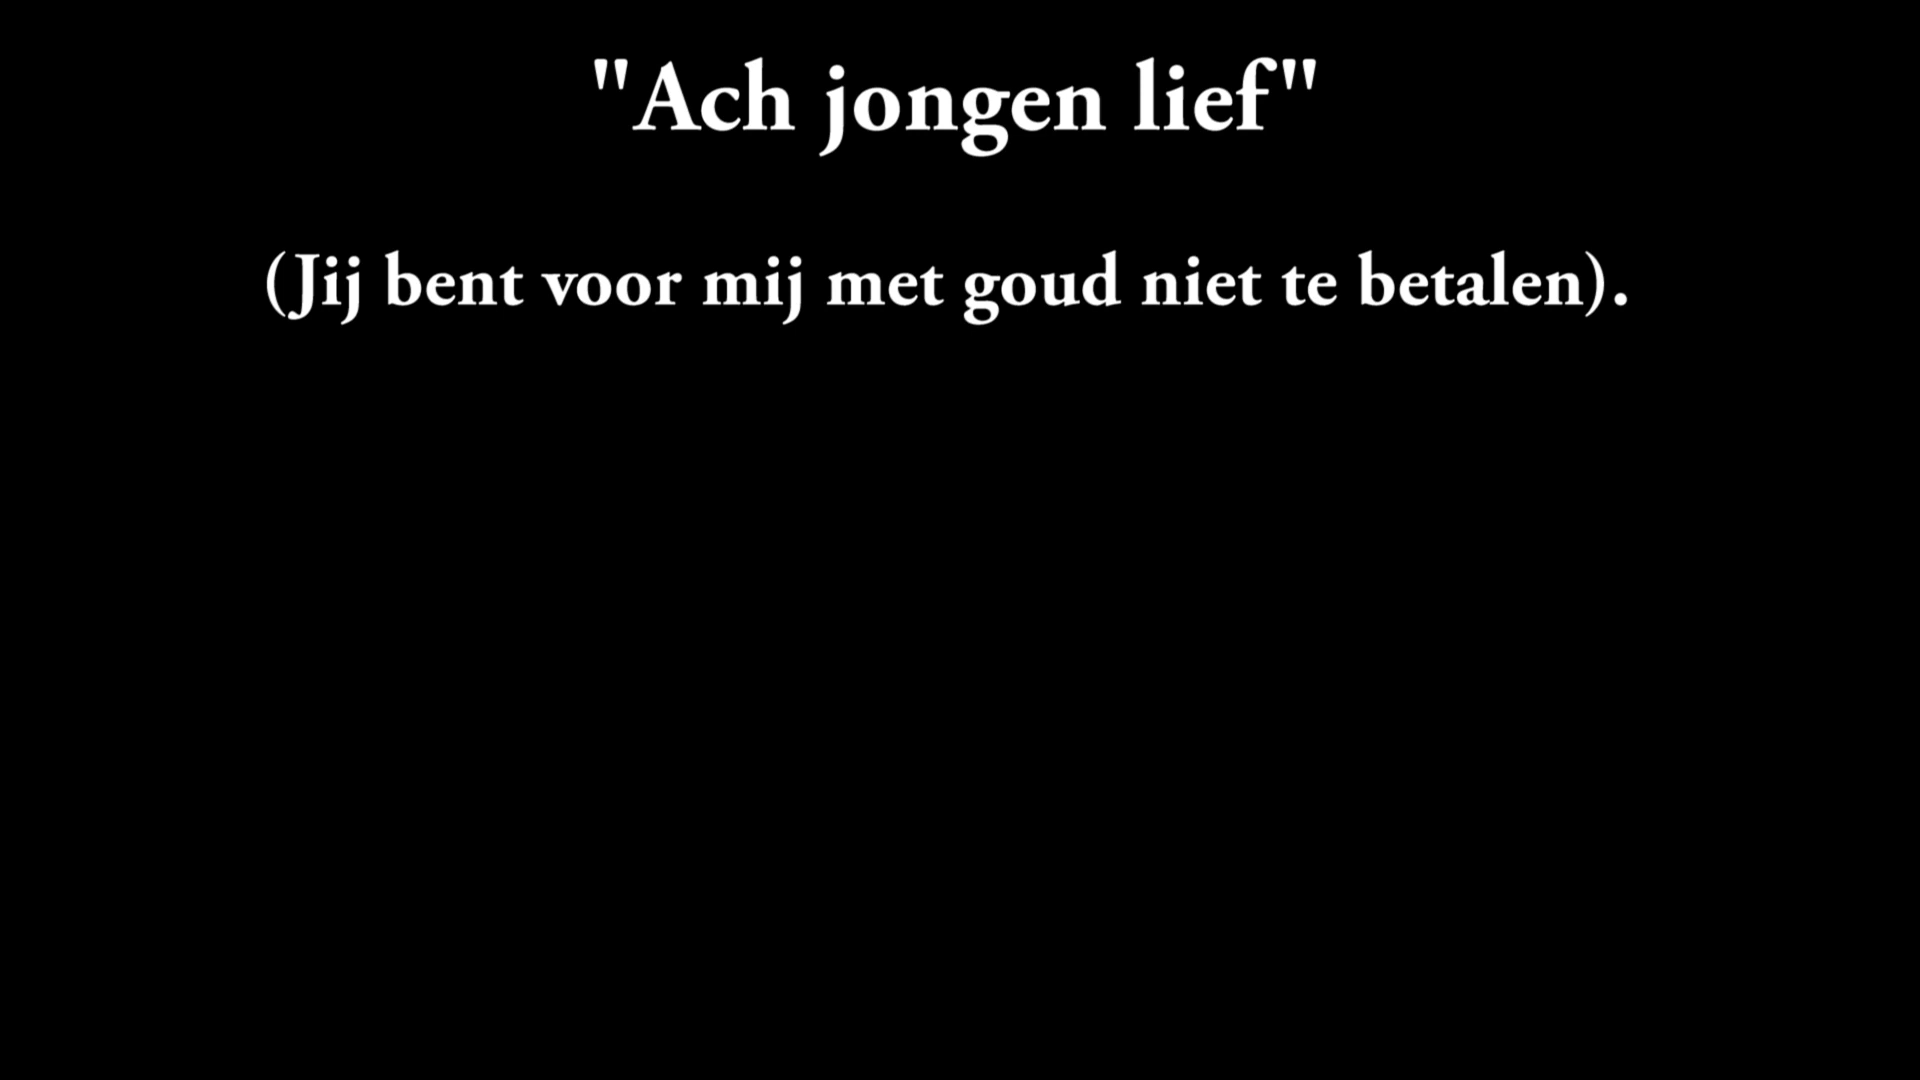 "Ach jongen lief"
(Jij bent voor mij met goud niet te betalen).